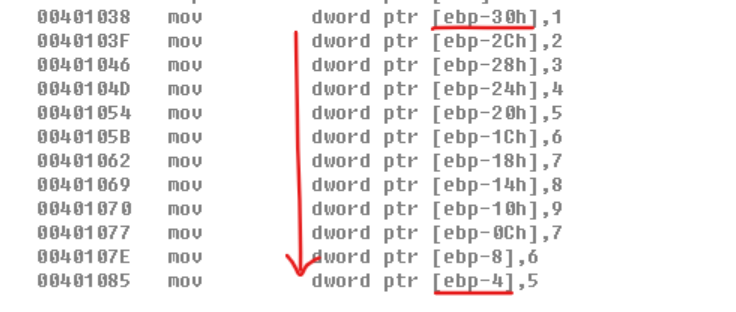 00401038 mov dword ptr [ebp-30h],1
0040103F mov dword ptr [ebp-2Ch],2
00401046 mov dword ptr [ebp-28h],3
0040104D mov dword ptr [ebp-24h],4
00401054 mov dword ptr [ebp-20h],5
0040105B mov dword ptr [ebp-1Ch],6
00401062 mov dword ptr [ebp-18h],7
00401069 mov dword ptr [ebp-14h],8
00401070 mov dword ptr [ebp-10h],9
00401077 mov dword ptr [ebp-0Ch],7
0040107E mov dword ptr [ebp-8],6
00401085 mov dword ptr [ebp-4],5